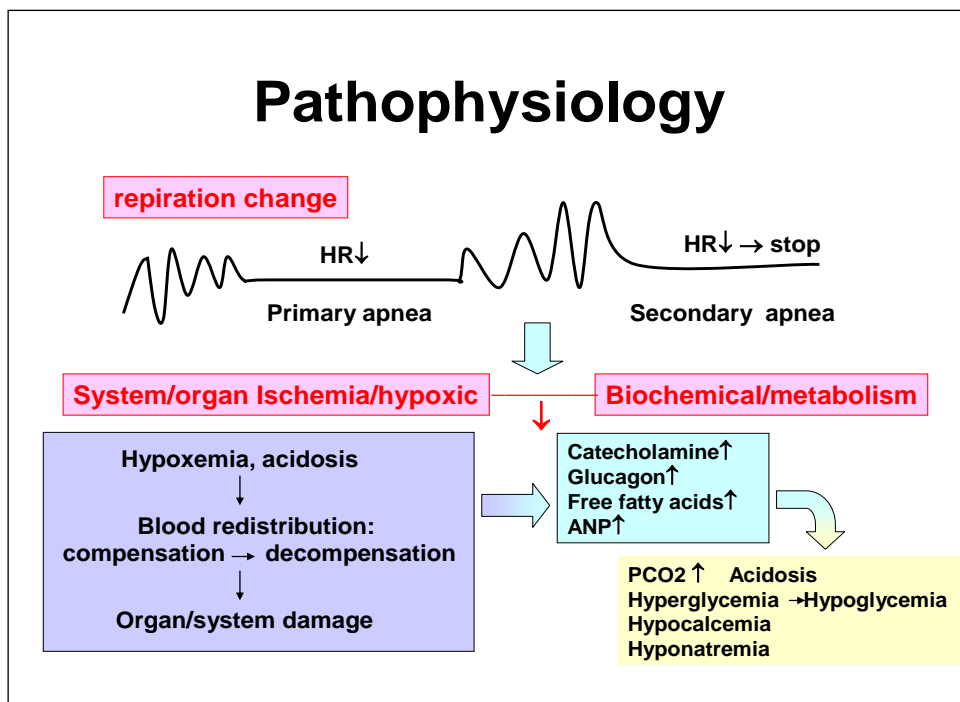 Pathophysiology
repiration change
HR↓
HR↓ → stop
Primary apnea
Secondary apnea
System/organ Ischemia/hypoxic
Biochemical/metabolism
↓
Hypoxemia, acidosis
↓
Blood redistribution:
compensation → decompensation
↓
Organ/system damage
Catecholamine↑
Glucagon↑
Free fatty acids↑
ANP↑
PCO2 ↑ Acidosis
Hyperglycemia →Hypoglycemia
Hypocalcemia
Hyponatremia